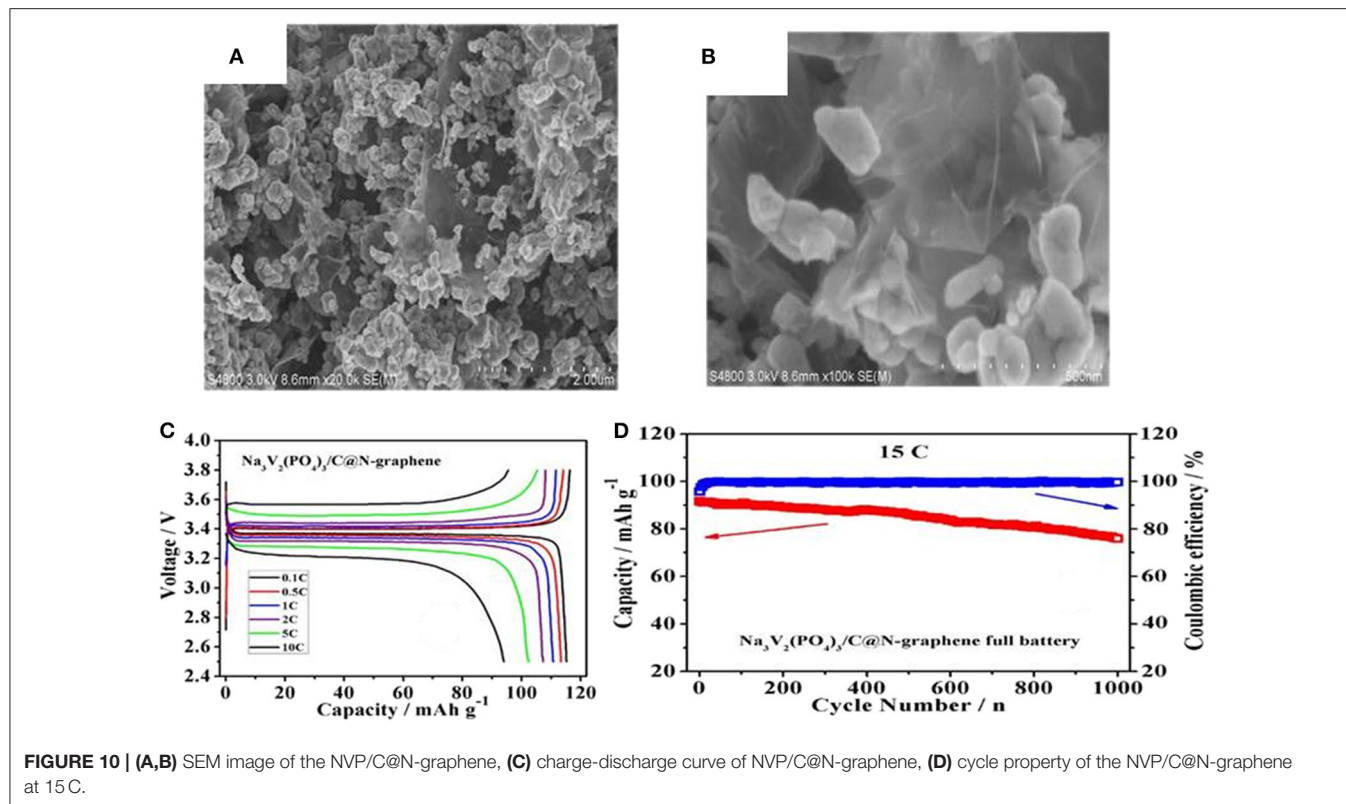 A
S4800 3.0kV 8.6mm x20.0k SE(M)
2.00um
B
S4800 3.0kV 8.6mm x100k SE(M)
500nm
C
4.0
3.8
3.6
3.4
3.2
3.0
2.8
2.6
2.4
Voltage / V
Na₃V₂(PO₄)₃/C@N-graphene
0.1C
0.5C
1C
2C
5C
10C
0 20 40 60 80 100 120
Capacity / mAh g⁻¹
D
120
100
80
60
40
20
Capacity / mAh g⁻¹
15 C
Na₃V₂(PO₄)₃/C@N-graphene full battery
120
100
80
60
40
20
Coulombic efficiency / %
0 200 400 600 800 1000
Cycle Number / n
FIGURE 10 | (A,B) SEM image of the NVP/C@N-graphene, (C) charge-discharge curve of NVP/C@N-graphene, (D) cycle property of the NVP/C@N-graphene
at 15 C.